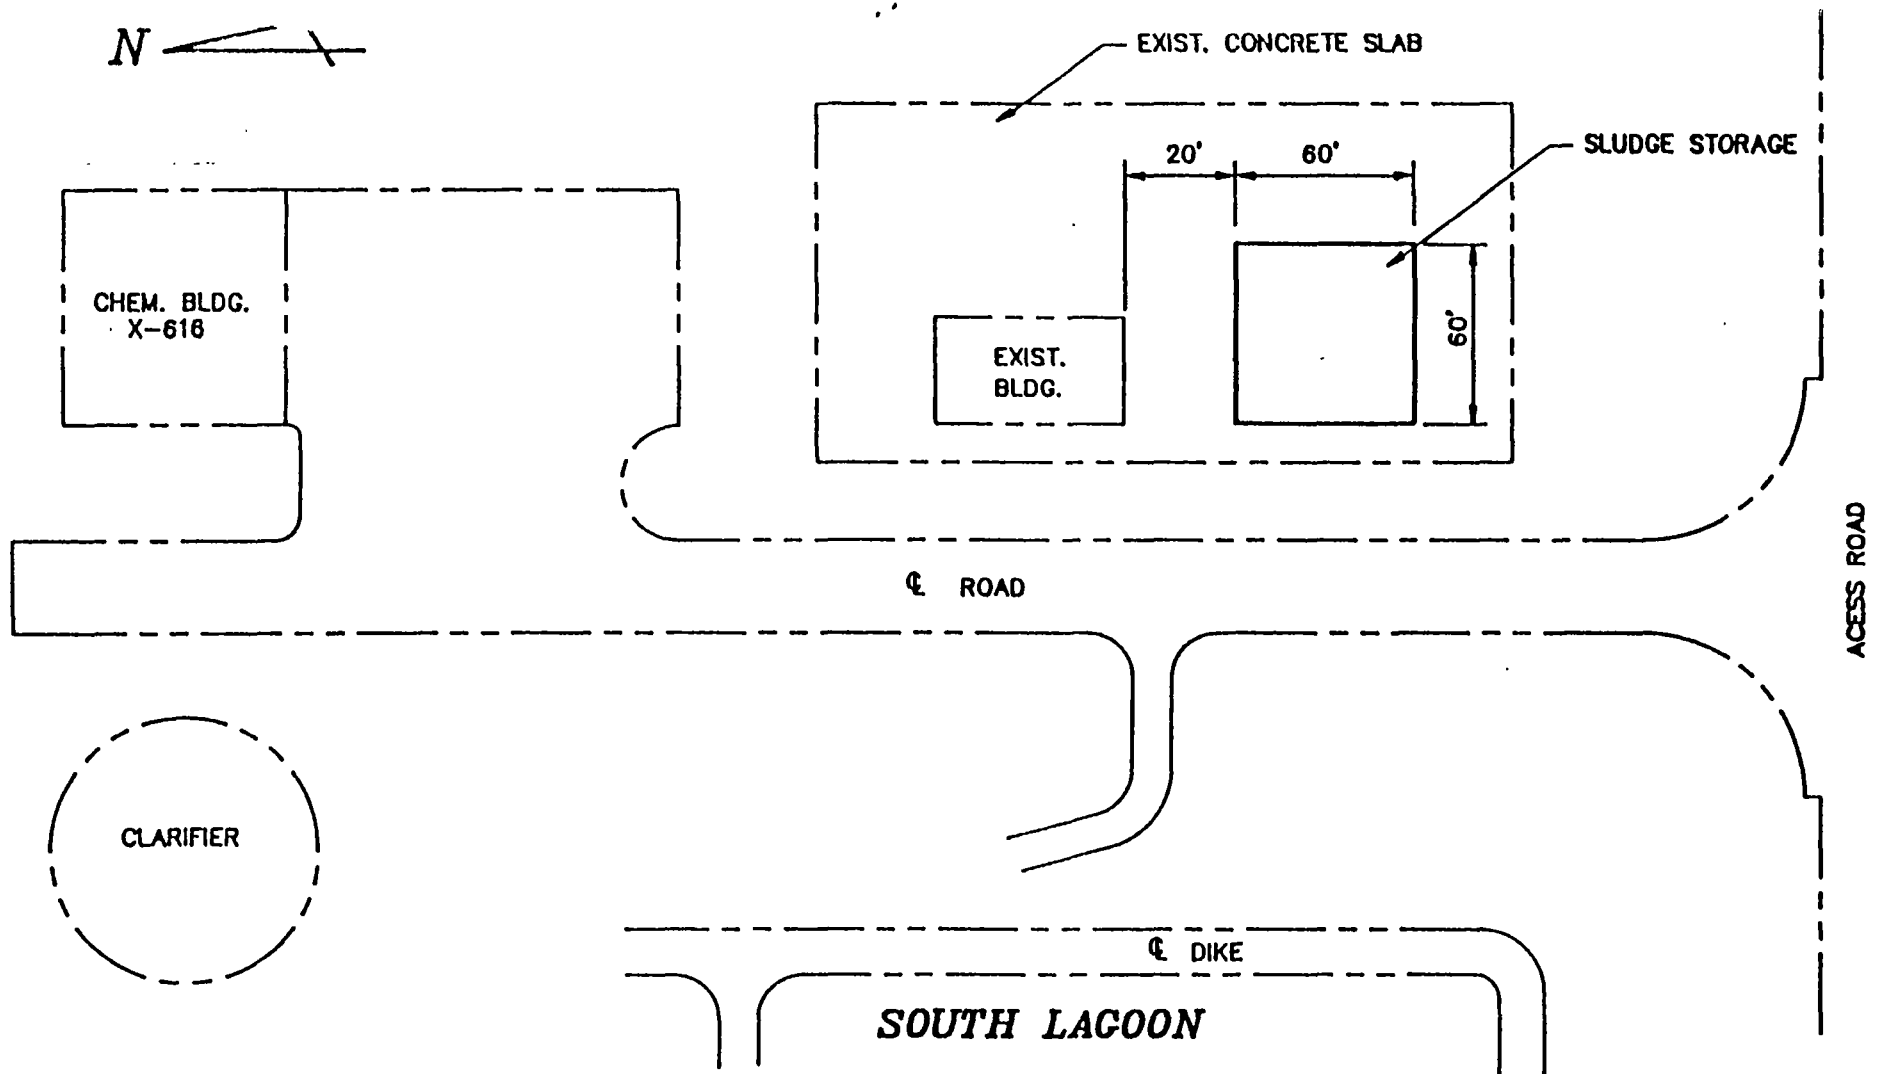 N
EXIST. CONCRETE SLAB
SLUDGE STORAGE
20'
60'
CHEM. BLDG.
X-616
60'
EXIST.
BLDG.
℄ ROAD
ACESS ROAD
CLARIFIER
℄ DIKE
SOUTH LAGOON